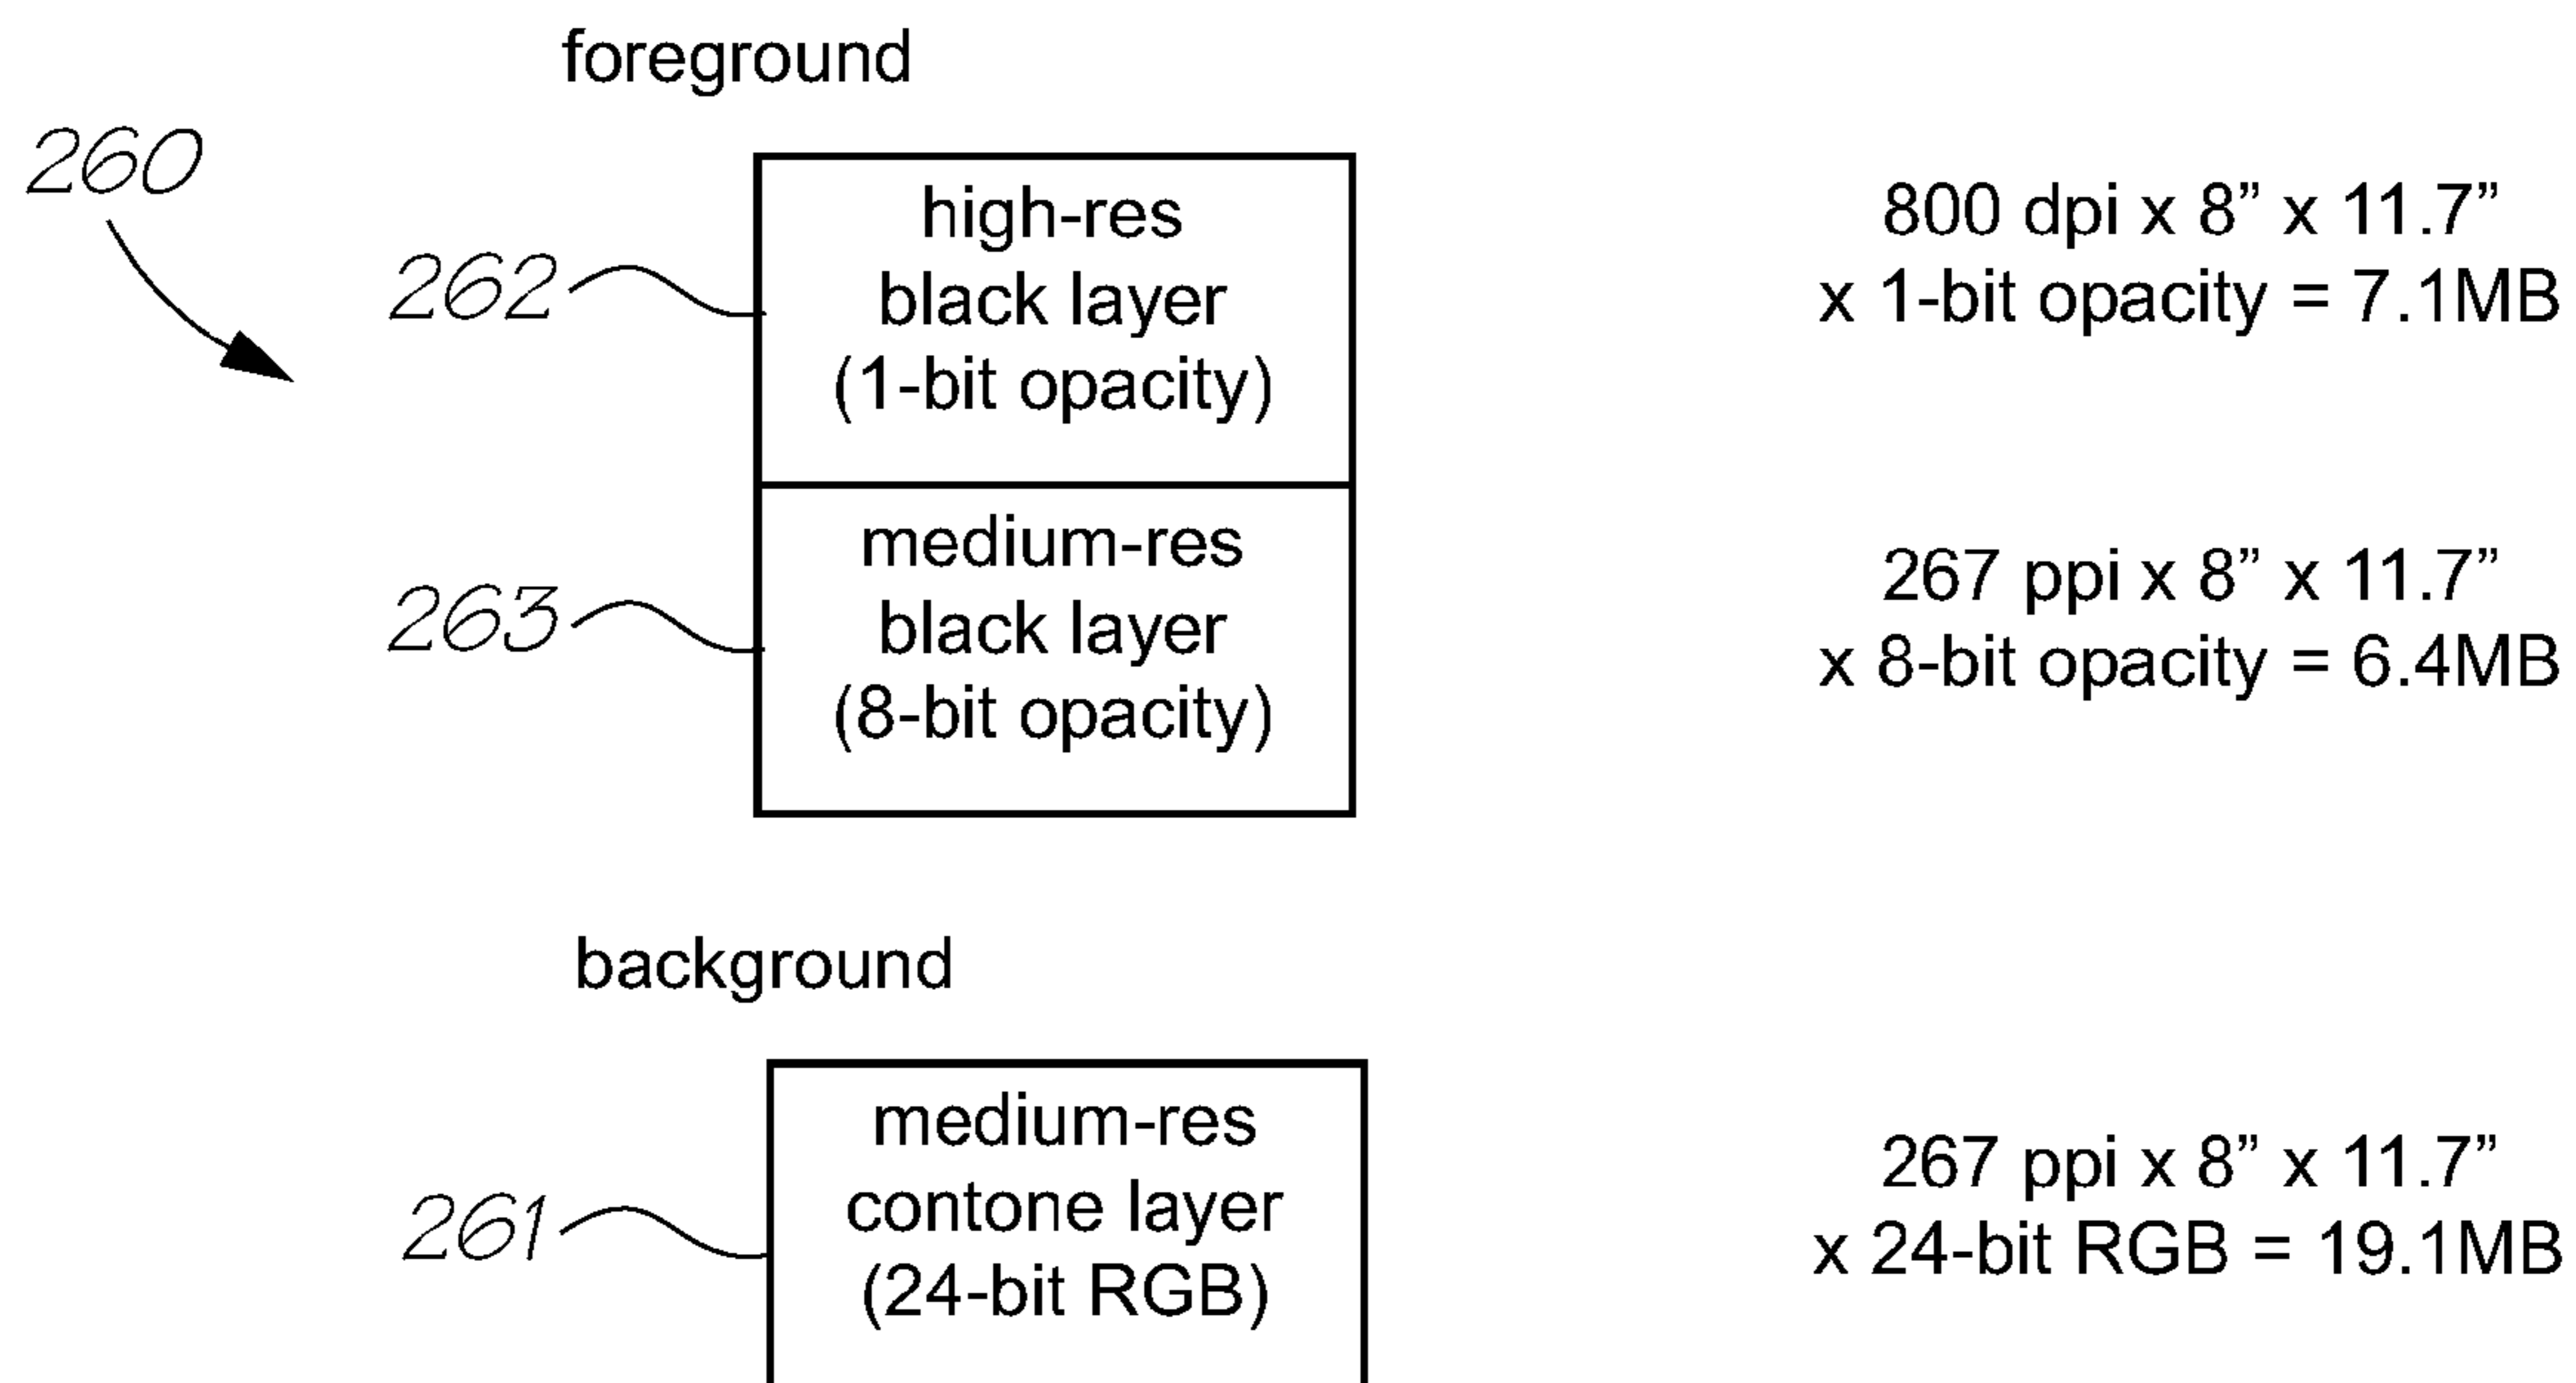 foreground
260
262
high-res
black layer
(1-bit opacity)
800 dpi x 8” x 11.7”
x 1-bit opacity = 7.1MB
263
medium-res
black layer
(8-bit opacity)
267 ppi x 8” x 11.7”
x 8-bit opacity = 6.4MB
background
261
medium-res
contone layer
(24-bit RGB)
267 ppi x 8” x 11.7”
x 24-bit RGB = 19.1MB